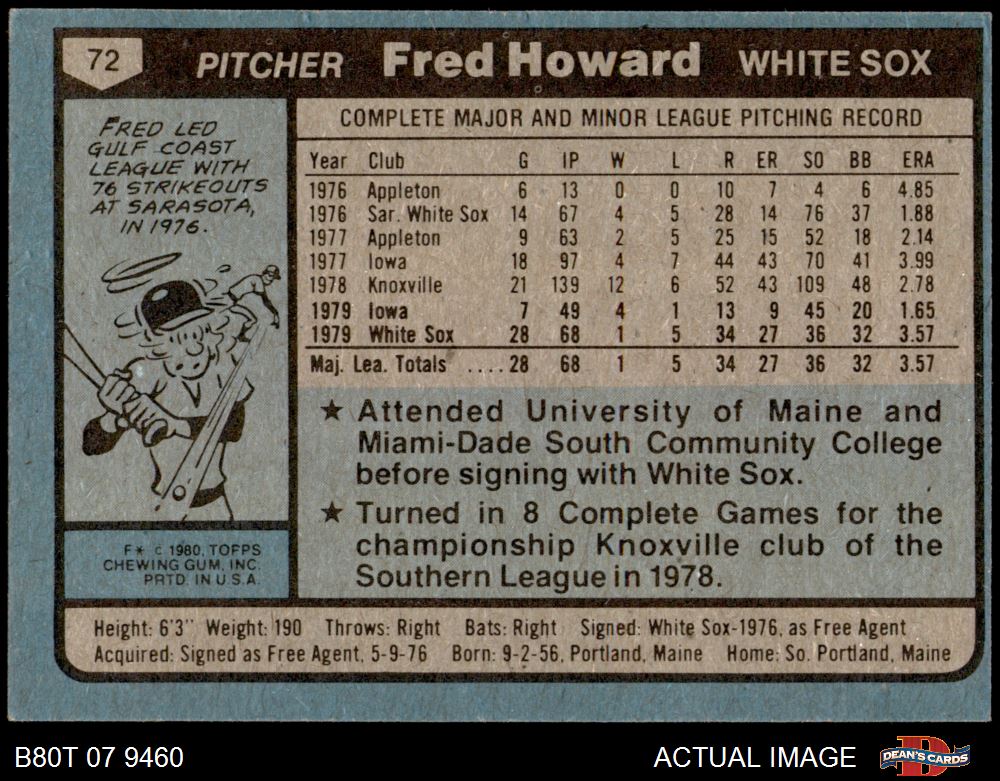 72 PITCHER Fred Howard WHITE SOX
FRED LED
GULF COAST
LEAGUE WITH
76 STRIKEOUTS
AT SARASOTA,
IN 1976.
F* © 1980, TOPPS
CHEWING GUM, INC.
PRTD. IN U.S.A.
COMPLETE MAJOR AND MINOR LEAGUE PITCHING RECORD
Year Club G IP W L R ER SO BB ERA
1976 Appleton 6 13 0 0 10 7 4 6 4.85
1976 Sar. White Sox 14 67 4 5 28 14 76 37 1.88
1977 Appleton 9 63 2 5 25 15 52 18 2.14
1977 Iowa 18 97 4 7 44 43 70 41 3.99
1978 Knoxville 21 139 12 6 52 43 109 48 2.78
1979 Iowa 7 49 4 1 13 9 45 20 1.65
1979 White Sox 28 68 1 5 34 27 36 32 3.57
Maj. Lea. Totals ....28 68 1 5 34 27 36 32 3.57
★ Attended University of Maine and
Miami-Dade South Community College
before signing with White Sox.
★ Turned in 8 Complete Games for the
championship Knoxville club of the
Southern League in 1978.
Height: 6'3" Weight: 190 Throws: Right Bats: Right Signed: White Sox-1976, as Free Agent
Acquired: Signed as Free Agent, 5-9-76 Born: 9-2-56, Portland, Maine Home: So. Portland, Maine
B80T 07 9460 ACTUAL IMAGE DEAN'S CARDS